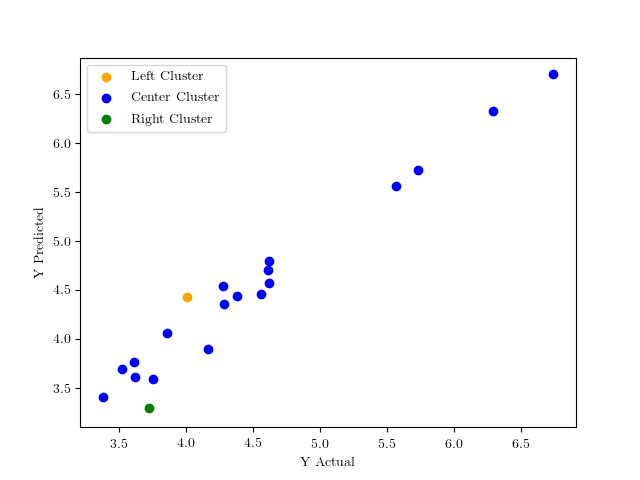 Left Cluster
Center Cluster
Right Cluster
6.5
6.0
5.5
5.0
4.5
4.0
3.5
Y Predicted
3.5 4.0 4.5 5.0 5.5 6.0 6.5
Y Actual